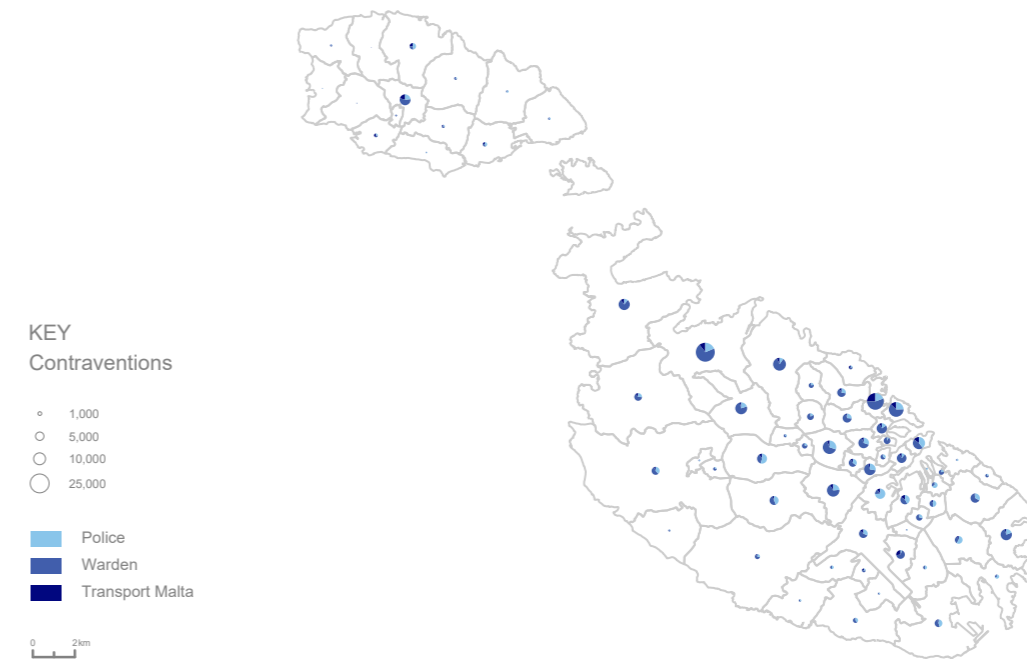 KEY
Contraventions
1,000
5,000
10,000
25,000
Police
Warden
Transport Malta
0 2km